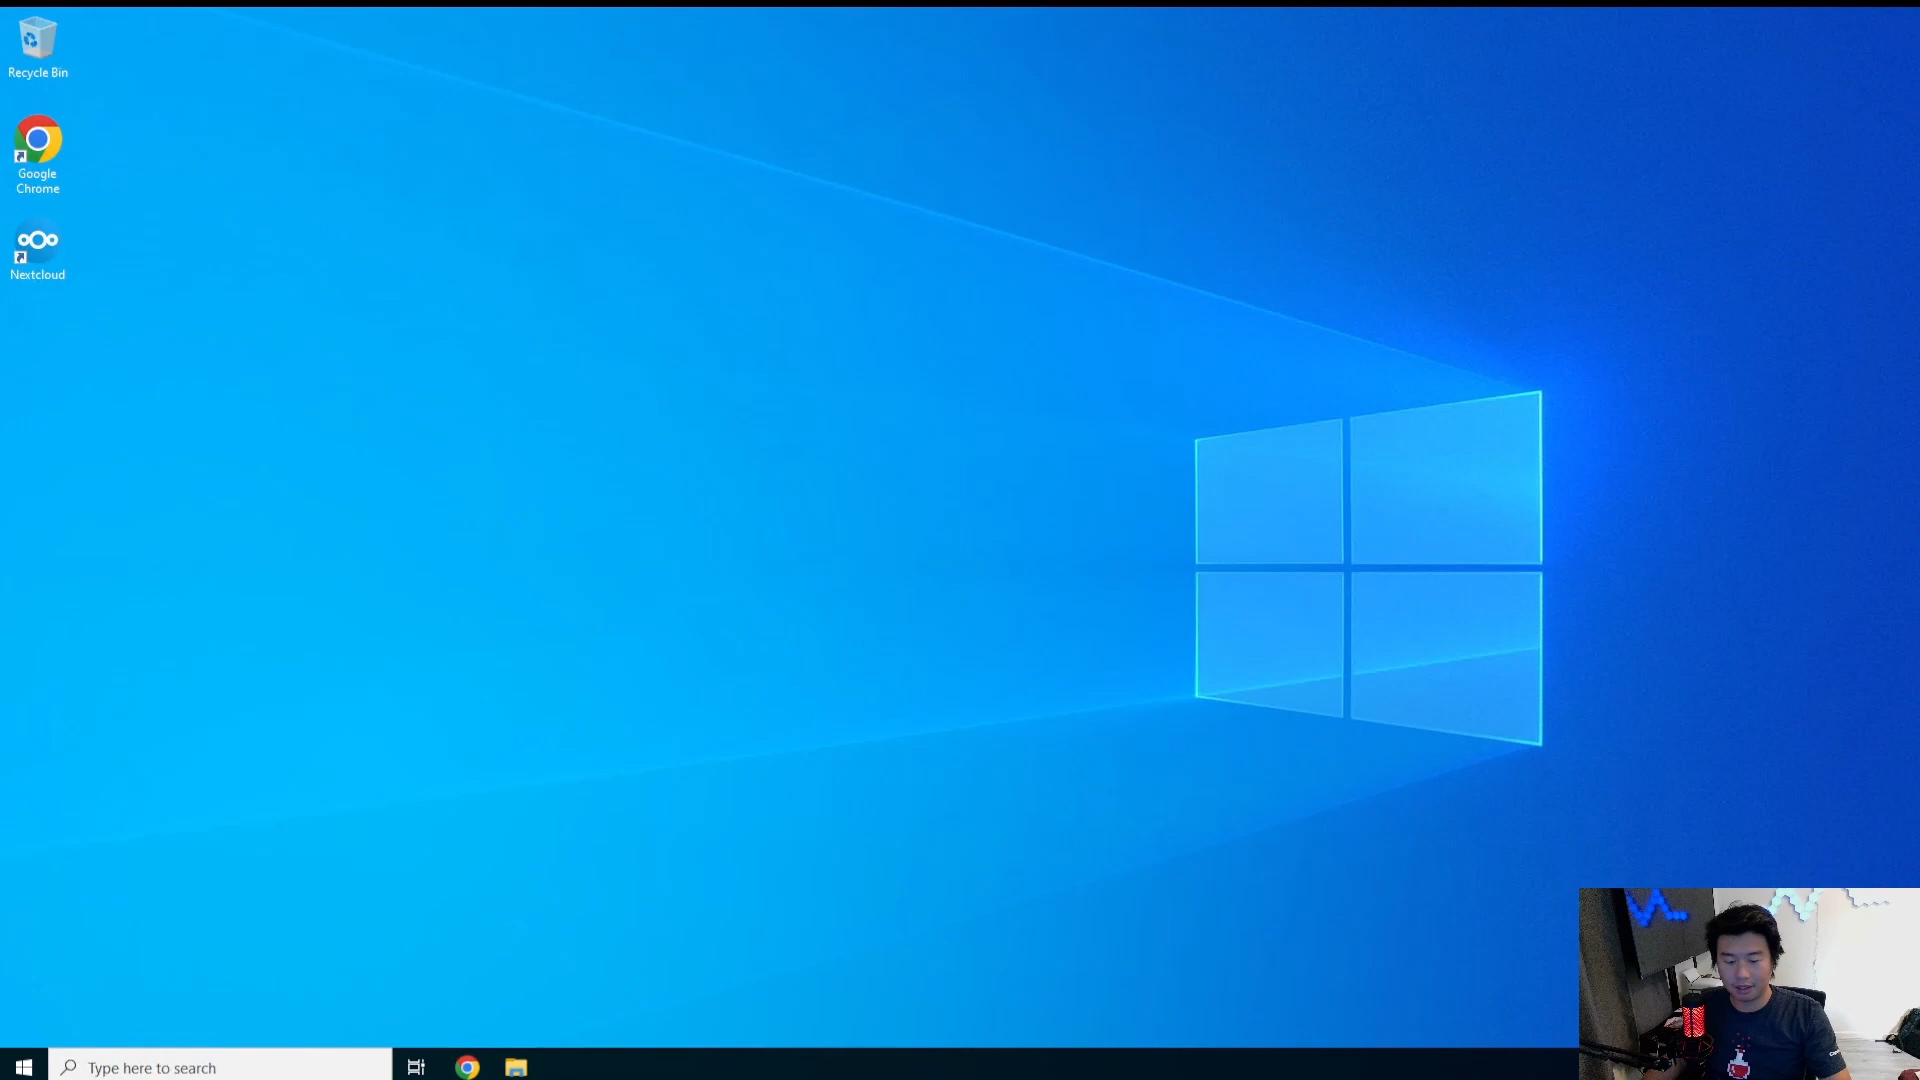 Recycle Bin
Google
Chrome
Nextcloud
Type here to search